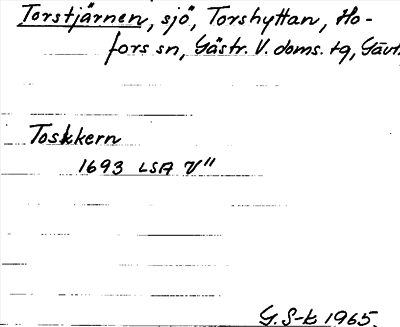 Torstjärnen, sjö, Torshyttan, Ho-
fors sn, Gästr. V. doms. tg, Gävl.
Toskkern
1693 LSA V"
G. S-k 1965.